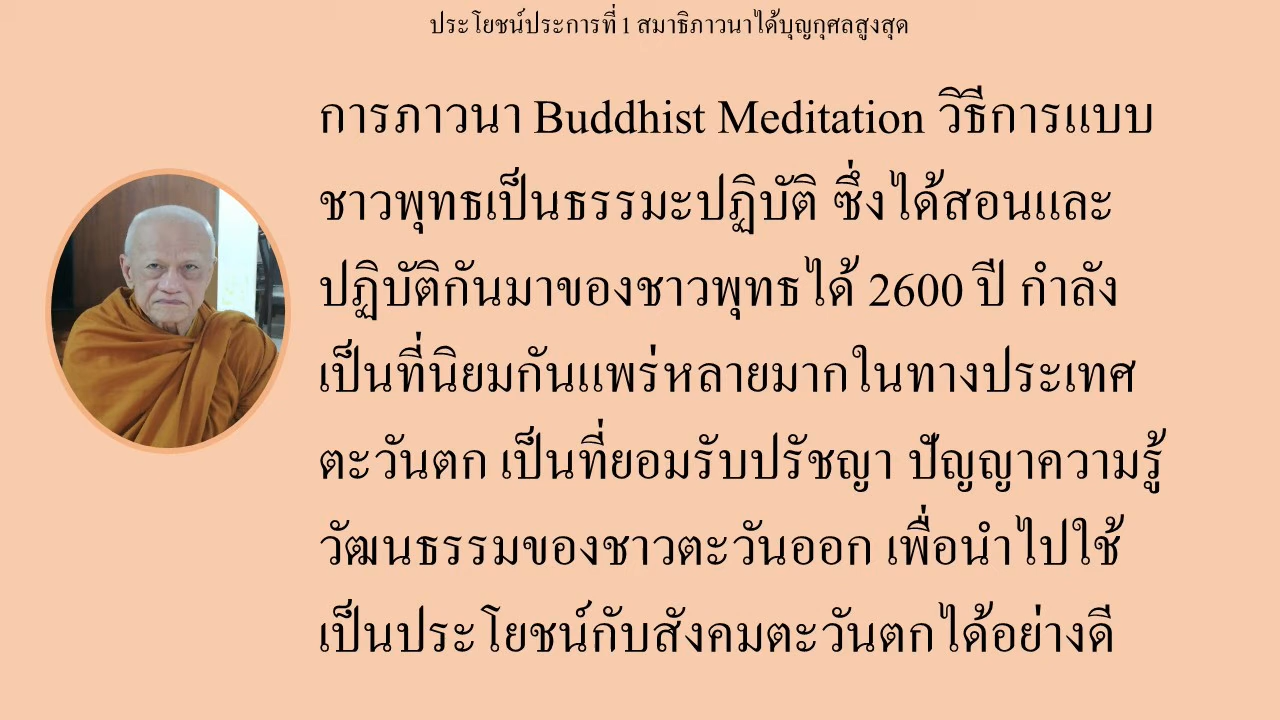 ประโยชน์ประการที่ 1 สมาธิภาวนาได้บุญกุศลสูงสุด
การภาวนา Buddhist Meditation วิธีการแบบ
ชาวพุทธเป็นธรรมะปฏิบัติ ซึ่งได้สอนและ
ปฏิบัติกันมาของชาวพุทธได้ 2600 ปี กำลัง
เป็นที่นิยมกันแพร่หลายมากในทางประเทศ
ตะวันตก เป็นที่ยอมรับปรัชญา ปัญญาความรู้
วัฒนธรรมของชาวตะวันออก เพื่อนำไปใช้
เป็นประโยชน์กับสังคมตะวันตกได้อย่างดี